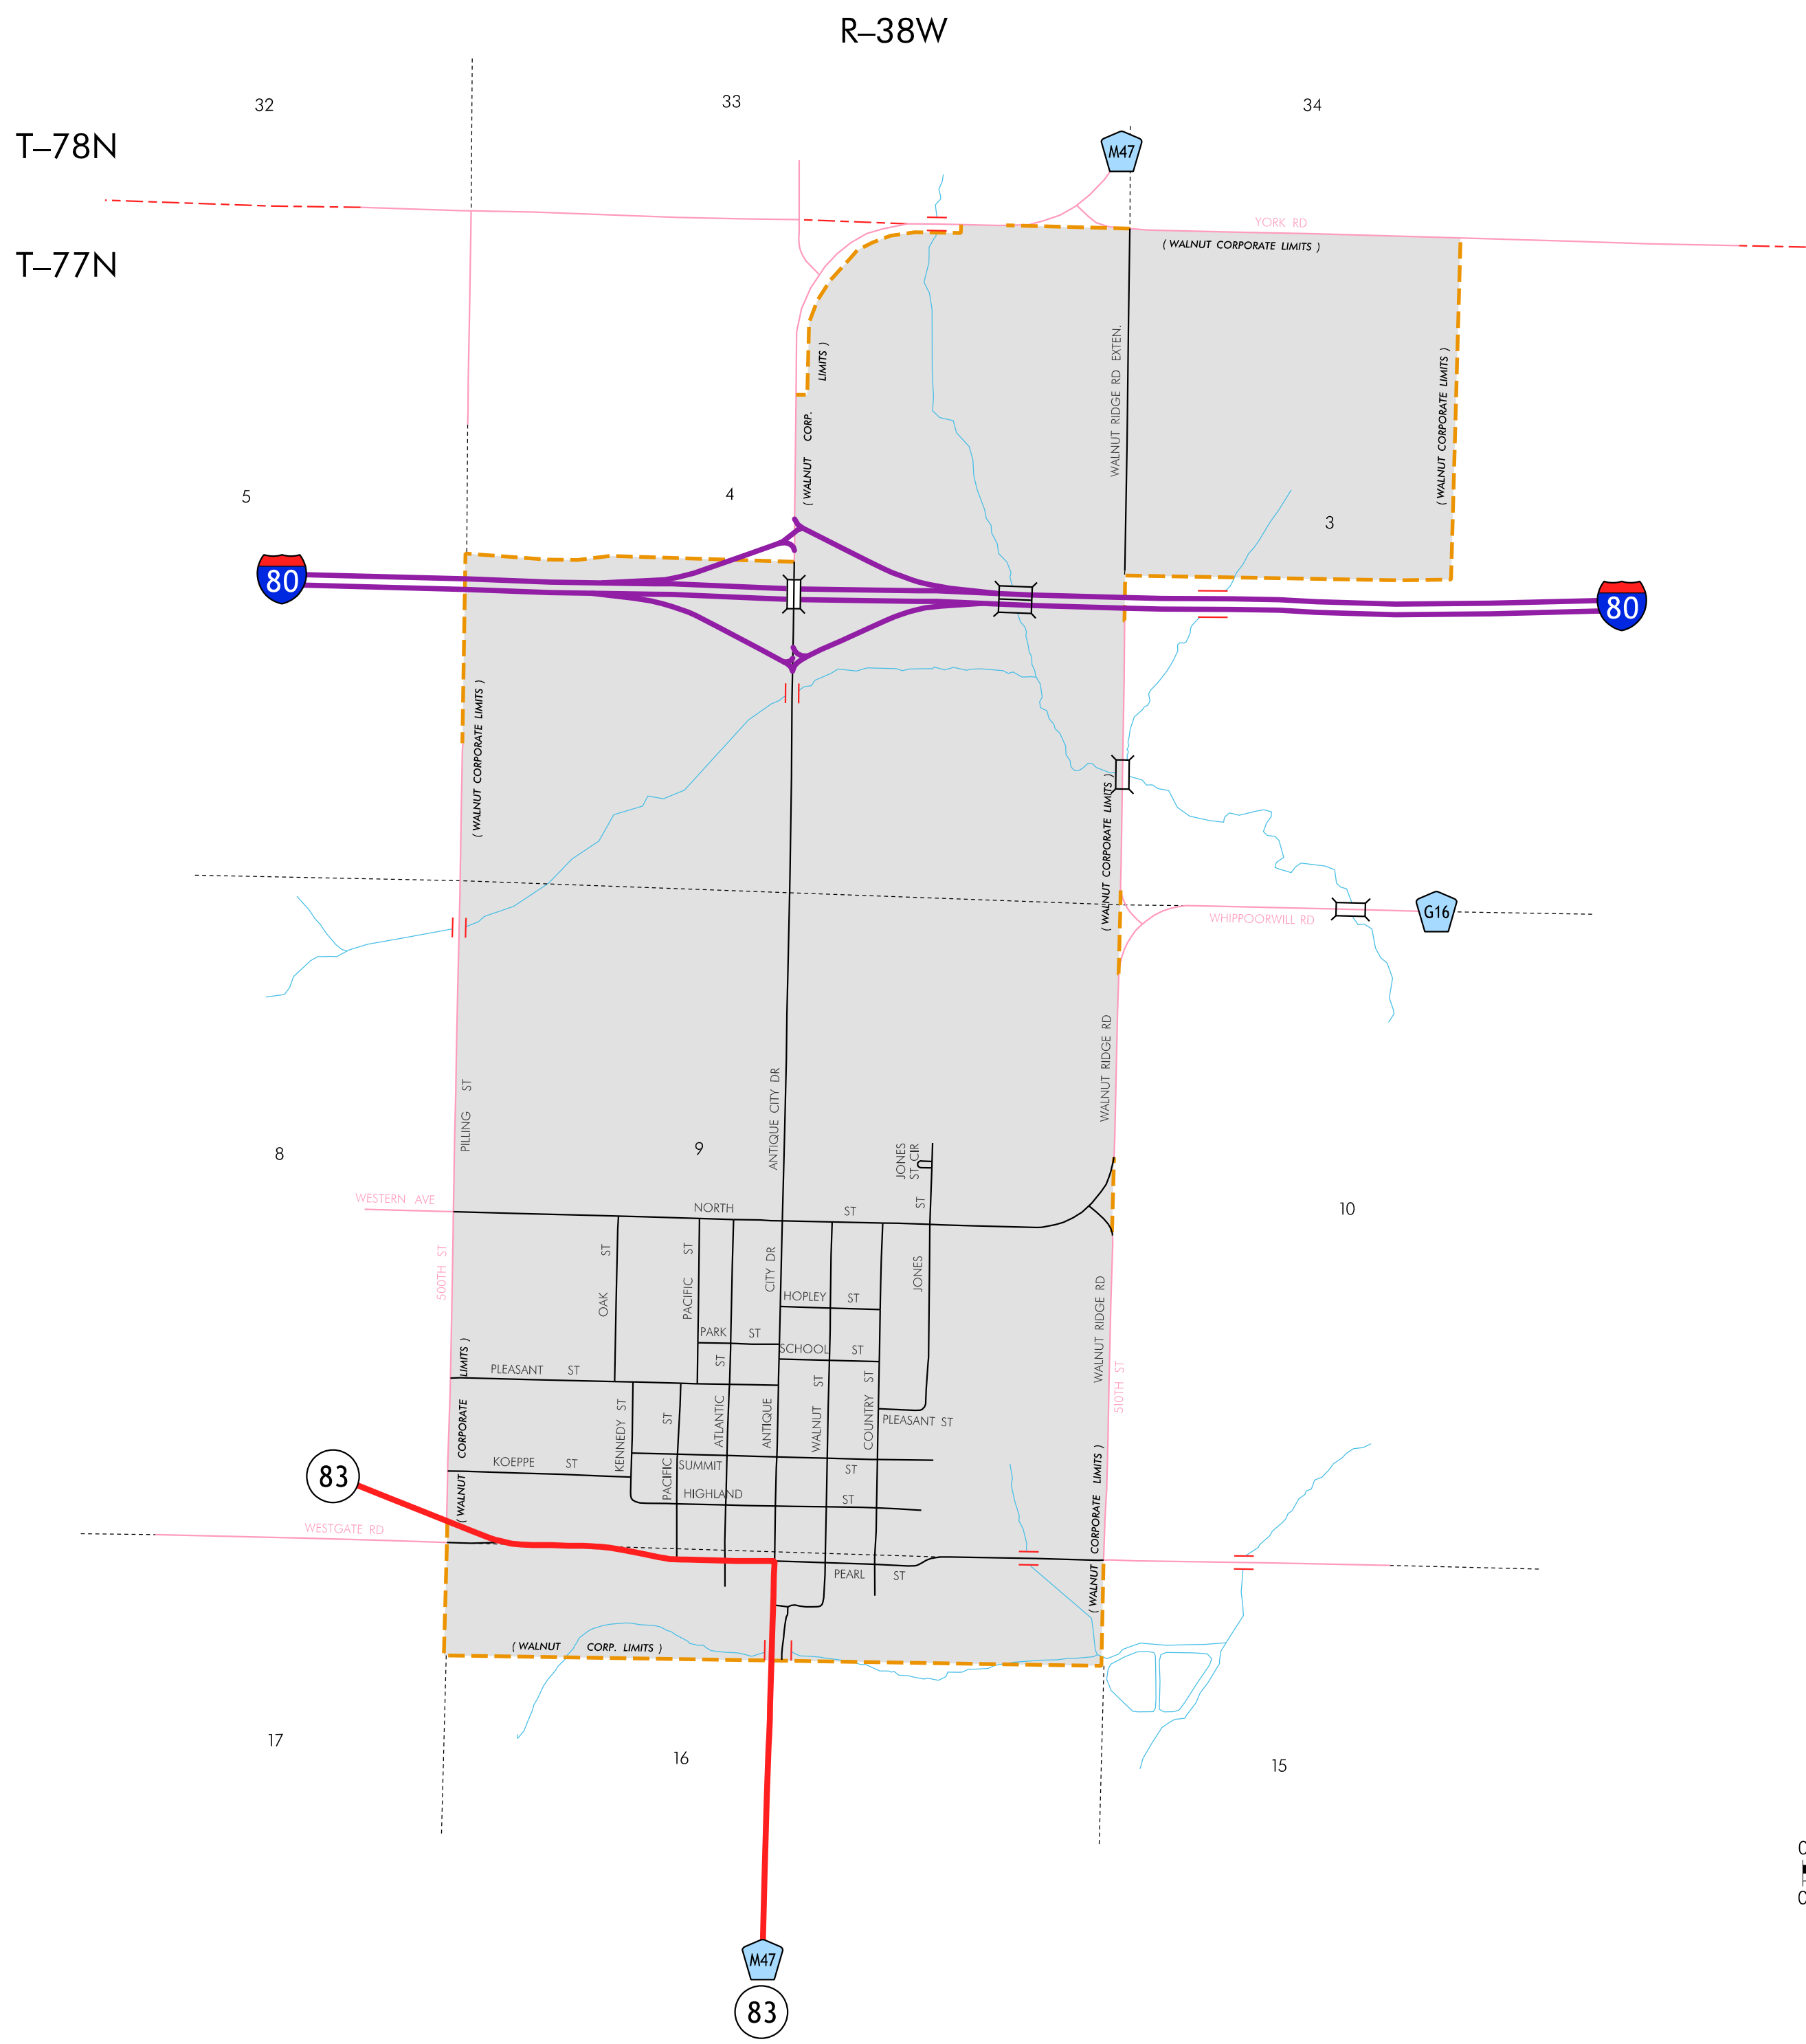 R–38W
32
33
34
T–78N
M47
YORK RD
( WALNUT CORPORATE LIMITS )
T–77N
WALNUT RIDGE RD EXTEN.
( WALNUT CORP. LIMITS )
( WALNUT CORPORATE LIMITS )
5
4
3
80
80
( WALNUT CORPORATE LIMITS )
( WALNUT CORPORATE LIMITS )
G16
WHIPPOORWILL RD
WALNUT RIDGE RD
PILLING ST
ANTIQUE CITY DR
8
9
JONES
ST CIR
10
WESTERN AVE
NORTH ST
JONES ST
500TH ST
OAK ST
PACIFIC ST
CITY DR
HOPLEY ST
WALNUT RIDGE RD
PARK ST
SCHOOL ST
PLEASANT ST
510TH ST
KENNEDY ST
PACIFIC ST
ATLANTIC ST
ANTIQUE
WALNUT ST
COUNTRY ST
PLEASANT ST
( WALNUT CORPORATE LIMITS )
KOEPPE ST
SUMMIT ST
HIGHLAND ST
83
WESTGATE RD
PEARL ST
( WALNUT CORPORATE LIMITS )
( WALNUT CORP. LIMITS )
17
16
15
0
0
M47
83